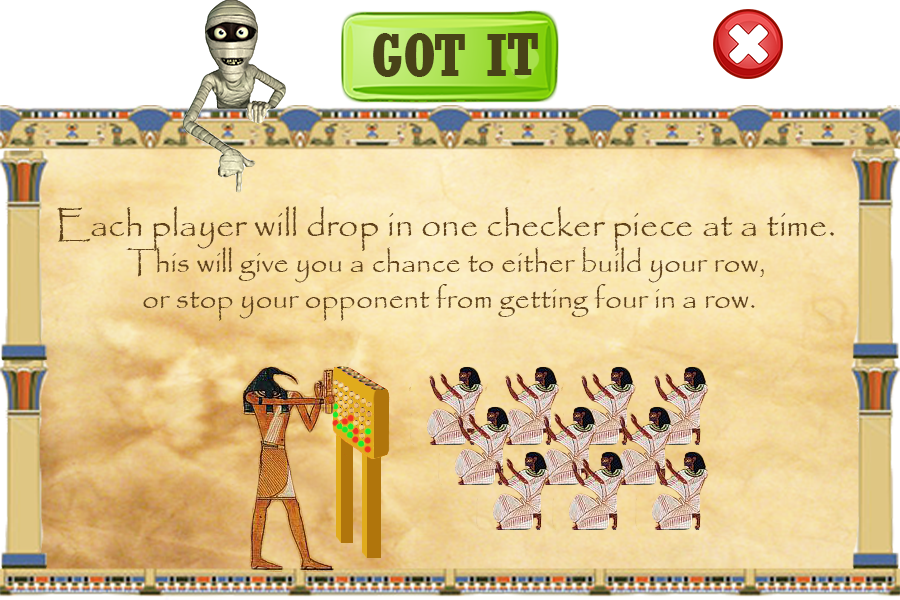 GOT IT
Each player will drop in one checker piece at a time.
This will give you a chance to either build your row,
or stop your opponent from getting four in a row.